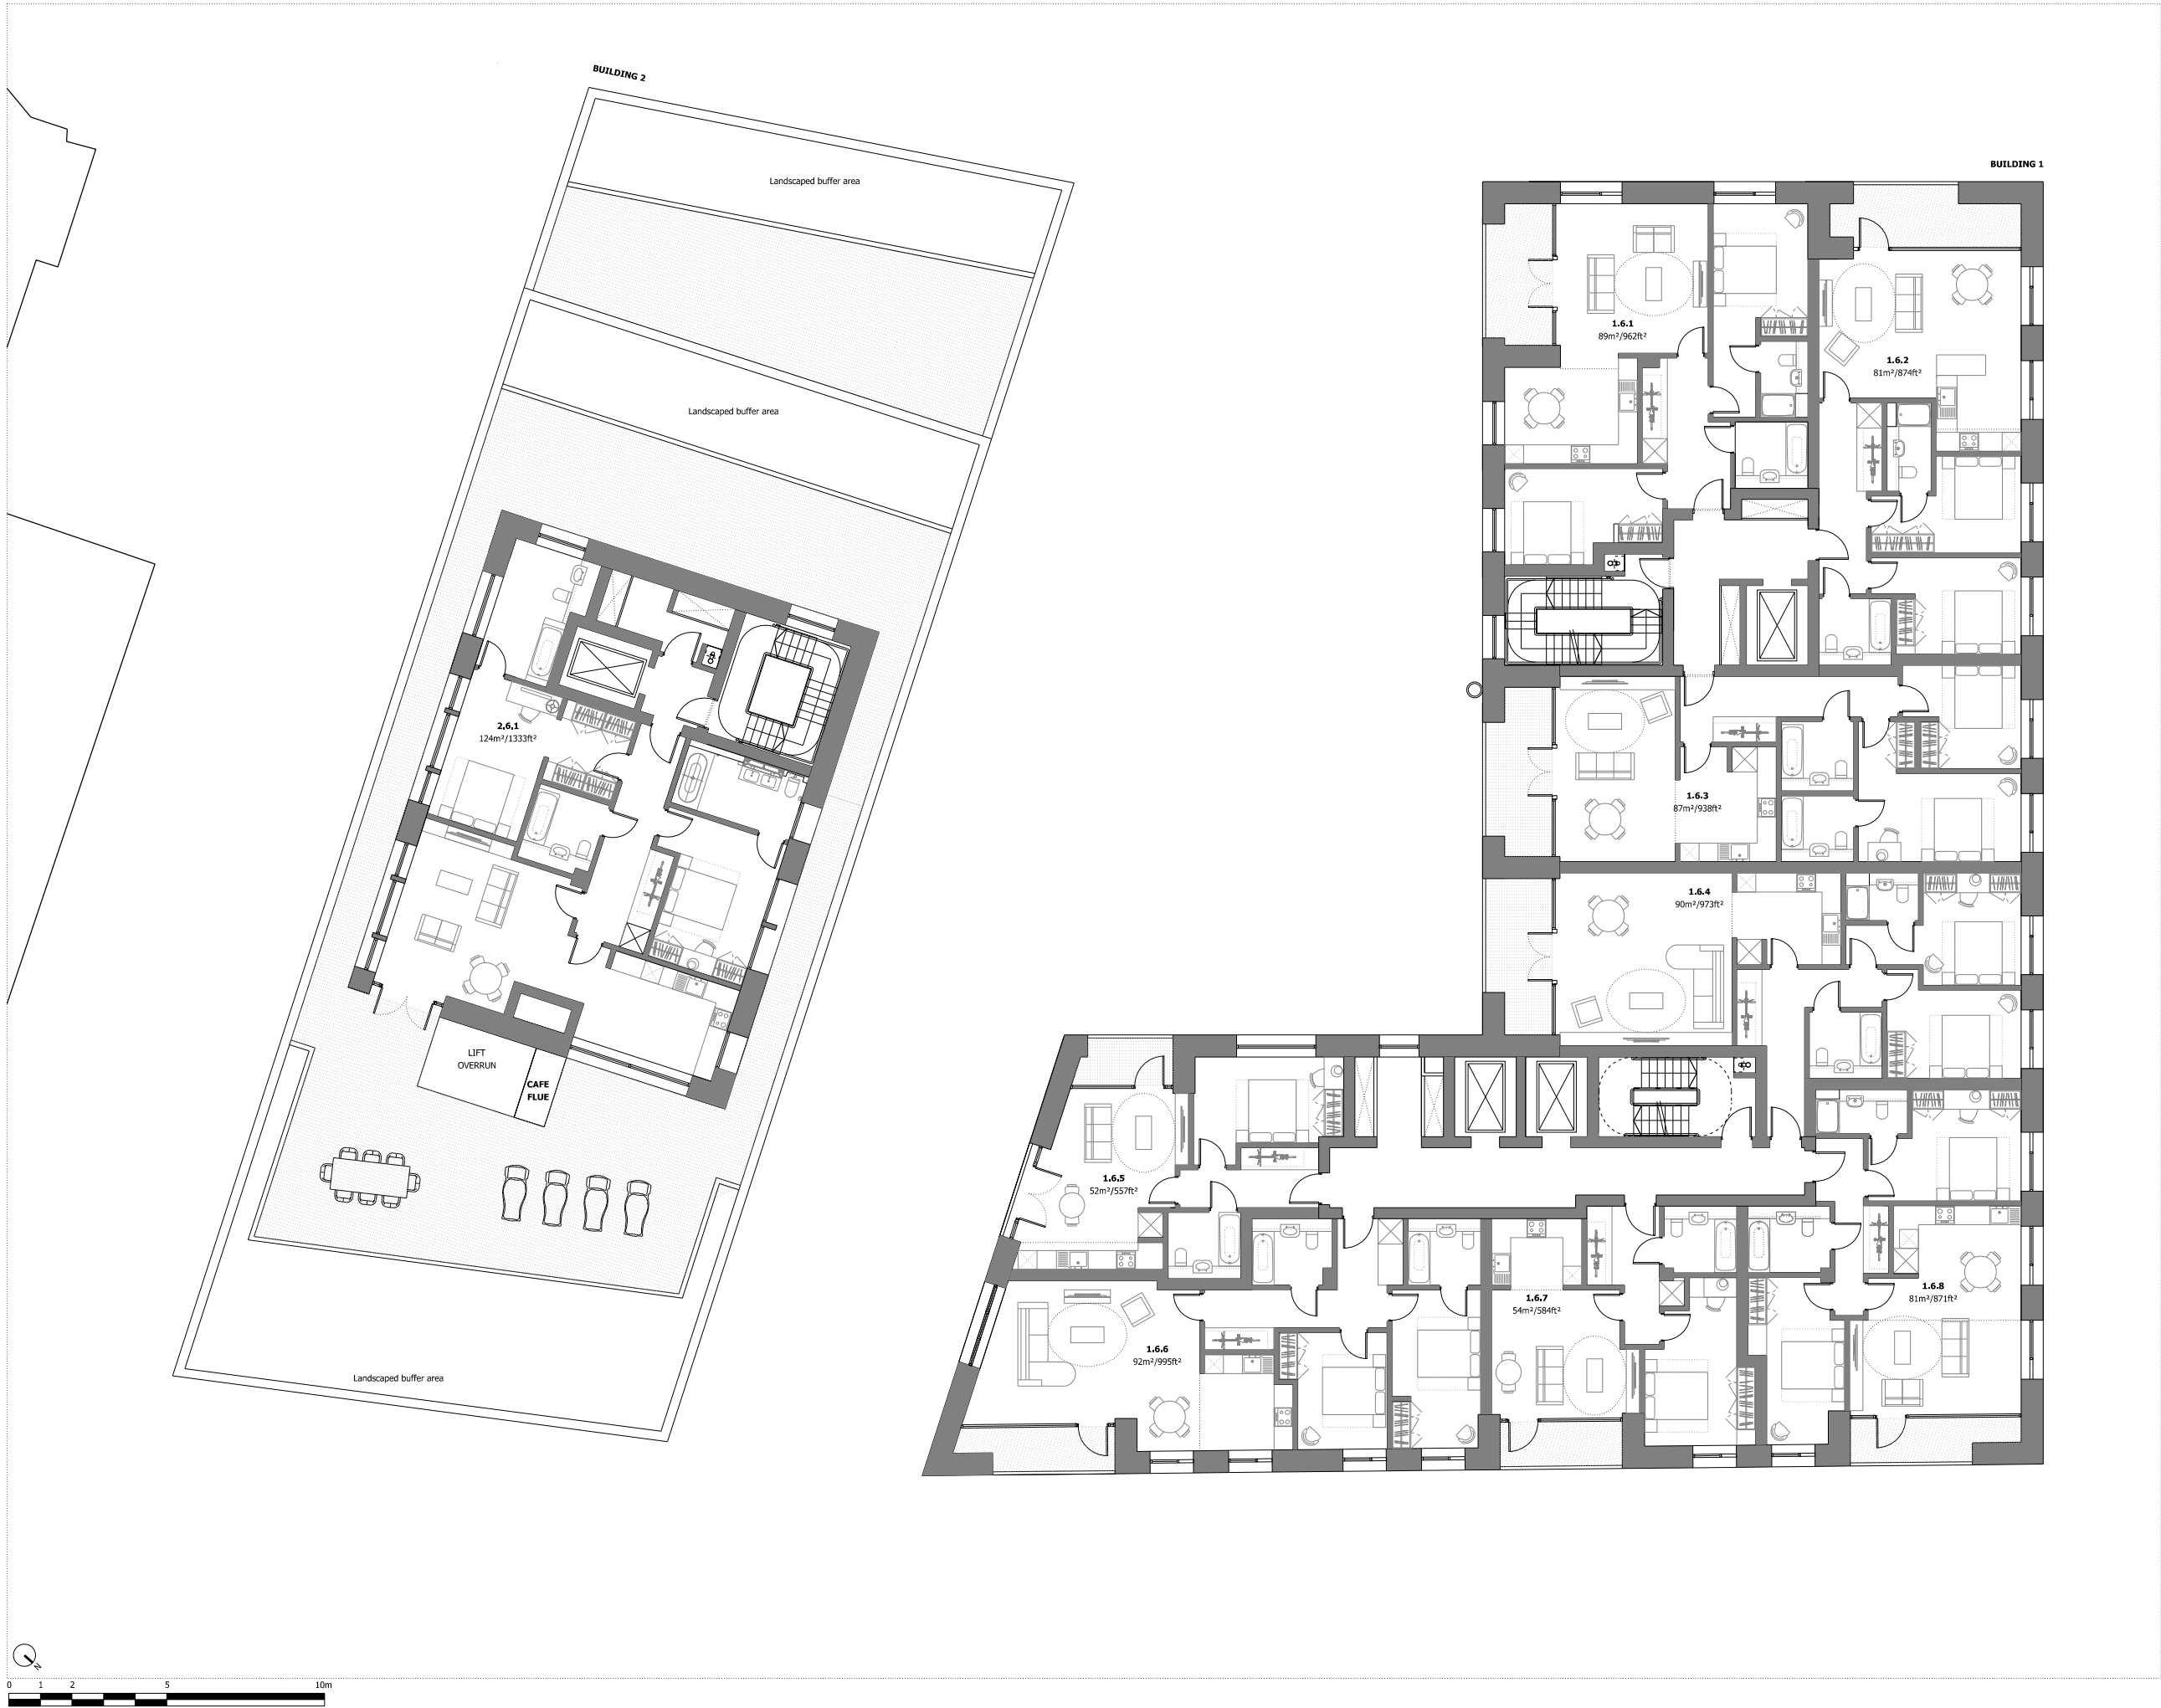 BUILDING 2
Landscaped buffer area
BUILDING 1
Landscaped buffer area
1.6.1
89m²/962ft²
1.6.2
81m²/874ft²
2,6,1
124m²/1333ft²
1.6.3
87m²/938ft²
1.6.4
90m²/973ft²
LIFT
OVERRUN
CAFE
FLUE
1.6.5
52m²/557ft²
1.6.6
92m²/995ft²
1.6.7
54m²/584ft²
1.6.8
81m²/871ft²
Landscaped buffer area
N
0 1 2 5 10m